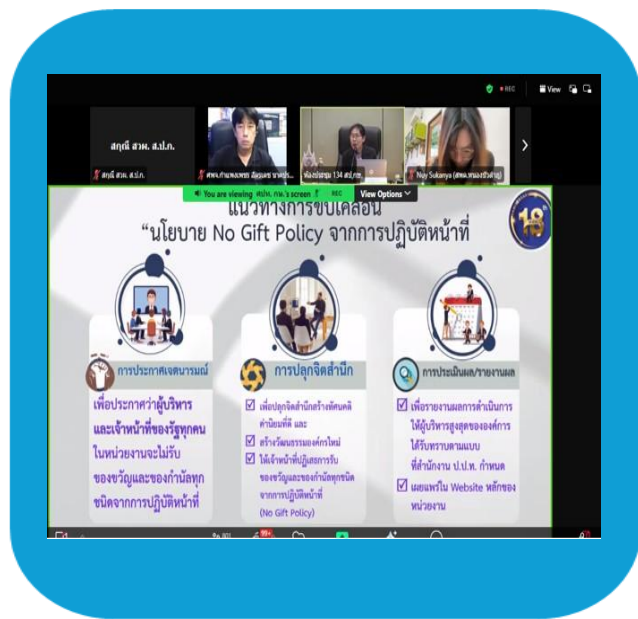 REC
View
สกุณี สวผ. ส.ป.ก.
สกุณี สวผ. ส.ป.ก.
ห้องประชุม 134 สป.กษ.
Nuy Sukanya
You are viewing
screen
REC
View Options
แนวทางการขับเคลื่อน
“นโยบาย No Gift Policy จากการปฏิบัติหน้าที่
18
การประกาศเจตนารมณ์
เพื่อประกาศว่าผู้บริหาร
และเจ้าหน้าที่ของรัฐทุกคน
ในหน่วยงานจะไม่รับ
ของขวัญและของกำนัลทุก
ชนิดจากการปฏิบัติหน้าที่
การปลุกจิตสำนึก
เพื่อปลุกจิตสำนึกสร้างทัศนคติ
ค่านิยมที่ดี และ
สร้างวัฒนธรรมองค์กรใหม่
ให้เจ้าหน้าที่ปฏิเสธการรับ
ของขวัญและของกำนัลทุกชนิด
จากการปฏิบัติหน้าที่
(No Gift Policy)
การประเมินผล/รายงานผล
เพื่อรายงานผลการดำเนินการ
ให้ผู้บริหารสูงสุดขององค์การ
ได้รับทราบตามแบบ
ที่สำนักงาน ป.ป.ท. กำหนด
เผยแพร่ใน Website หลักของ
หน่วยงาน
801
99+